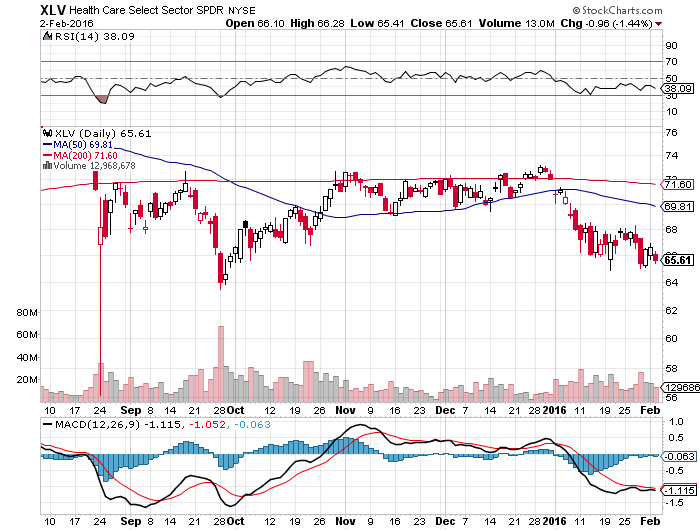 XLV Health Care Select Sector SPDR NYSE © StockCharts.com
2-Feb-2016 Open 66.10 High 66.28 Low 65.41 Close 65.61 Volume 13.0M Chg -0.96 (-1.44%)
RSI(14) 38.09
90
70
50
38.09
30
10
XLV (Daily) 65.61
MA(50) 69.81
MA(200) 71.60
Volume 12,968,678
76
74
72
71.60
69.81
68
66
65.61
64
62
60
58
56
129686
80M
60M
40M
20M
10 17 24 Sep 8 14 21 28 Oct 12 19 26 Nov 9 16 23 Dec 7 14 21 28 2016 11 19 25 Feb
MACD(12,26,9) -1.115, -1.052, -0.063
1.0
0.5
-0.063
-1.115
-1.5
10 17 24 Sep 8 14 21 28 Oct 12 19 26 Nov 9 16 23 Dec 7 14 21 28 2016 11 19 25 Feb